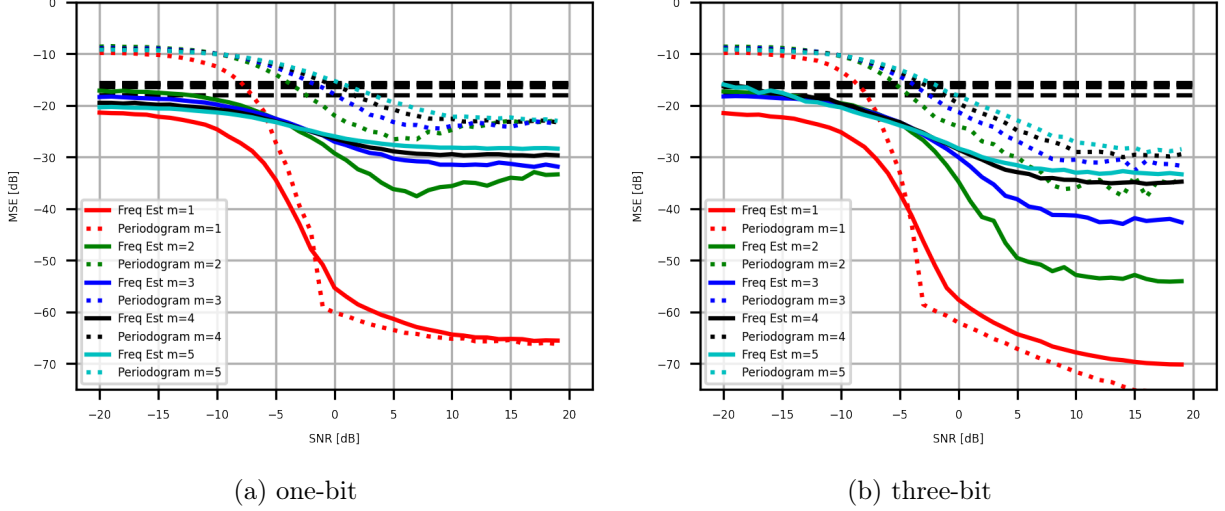 0
−10
−20
−30
−40
−50
−60
−70
MSE [dB]
Freq Est m=1
Periodogram m=1
Freq Est m=2
Periodogram m=2
Freq Est m=3
Periodogram m=3
Freq Est m=4
Periodogram m=4
Freq Est m=5
Periodogram m=5
−20 −15 −10 −5 0 5 10 15 20
SNR [dB]
(a) one-bit
0
−10
−20
−30
−40
−50
−60
−70
MSE [dB]
Freq Est m=1
Periodogram m=1
Freq Est m=2
Periodogram m=2
Freq Est m=3
Periodogram m=3
Freq Est m=4
Periodogram m=4
Freq Est m=5
Periodogram m=5
−20 −15 −10 −5 0 5 10 15 20
SNR [dB]
(b) three-bit